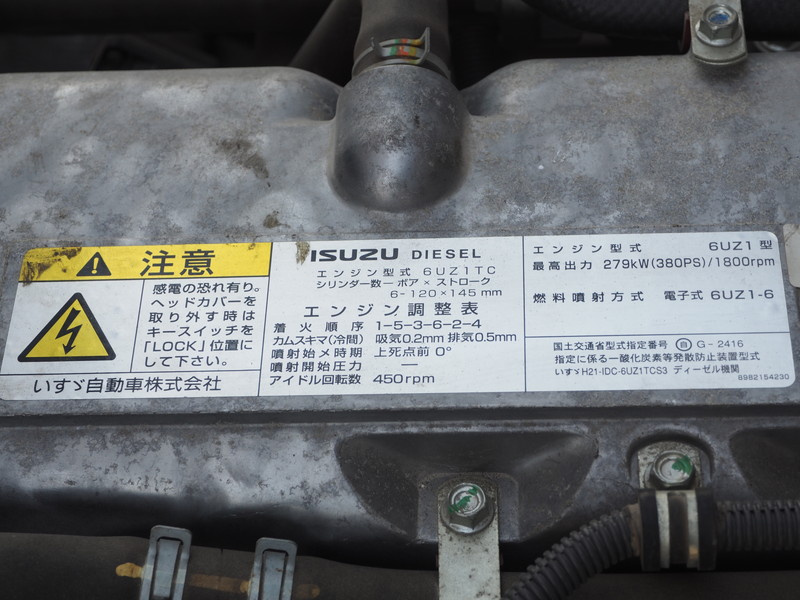 注意
感電の恐れ有り。
ヘッドカバーを
取り外す時は
キースイッチを
「LOCK」位置に
して下さい。
いすゞ自動車株式会社
ISUZU DIESEL
エンジン型式 6UZ1TC
シリンダー数－ボア×ストローク
6－120×145mm
エンジン調整表
着火順序 1-5-3-6-2-4
カムスキマ(冷間) 吸気0.2mm 排気0.5mm
噴射始メ時期 上死点前 0°
噴射開始圧力 —
アイドル回転数 450rpm
エンジン型式 6UZ1型
最高出力 279kW(380PS)/1800rpm
燃料噴射方式 電子式 6UZ1-6
国土交通省型式指定番号 自 G-2416
指定に係る一酸化炭素等発散防止装置型式
いすゞH21-IDC-6UZ1TCS3 ディーゼル機関
8982154230